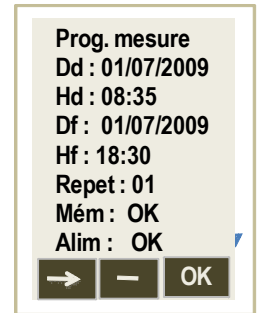 Prog. mesure
Dd : 01/07/2009
Hd : 08:35
Df : 01/07/2009
Hf : 18:30
Repet : 01
Mém : OK
Alim : OK
→ — OK